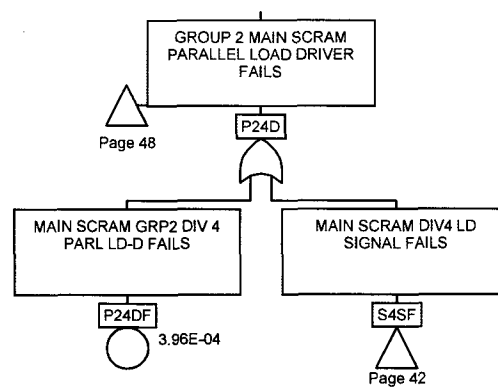 GROUP 2 MAIN SCRAM
PARALLEL LOAD DRIVER
FAILS
Page 48
P24D
MAIN SCRAM GRP2 DIV 4
PARL LD-D FAILS
MAIN SCRAM DIV4 LD
SIGNAL FAILS
P24DF
3.96E-04
S4SF
Page 42